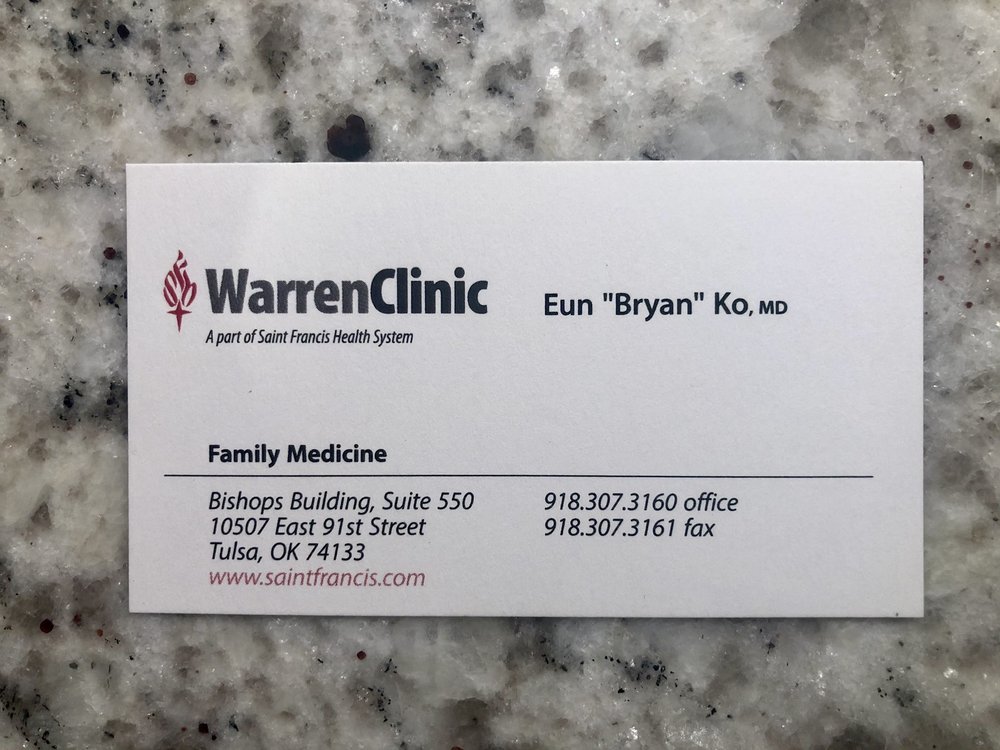 WarrenClinic
A part of Saint Francis Health System
Eun "Bryan" Ko, MD
Family Medicine
Bishops Building, Suite 550
10507 East 91st Street
Tulsa, OK 74133
www.saintfrancis.com
918.307.3160 office
918.307.3161 fax